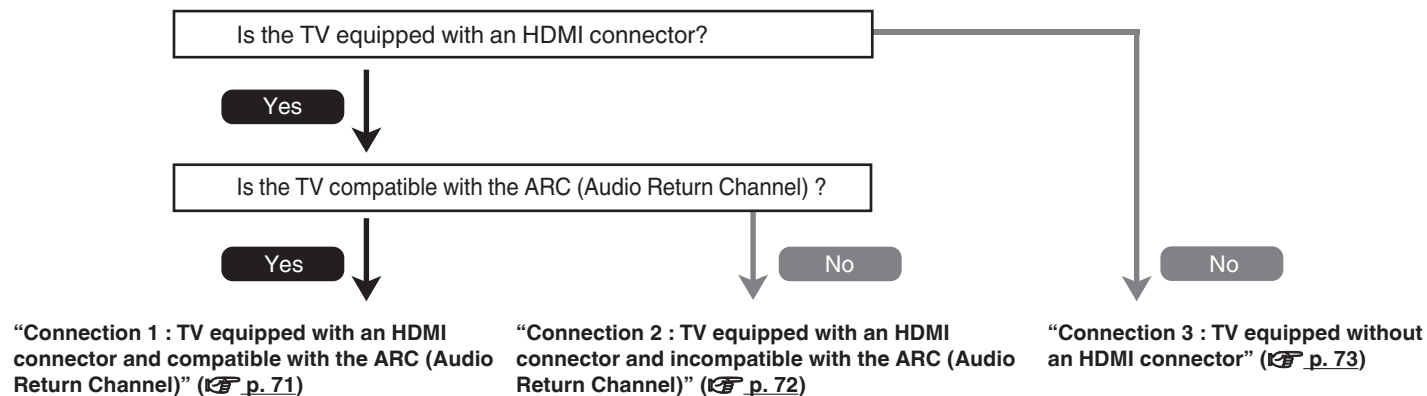 Is the TV equipped with an HDMI connector?
Yes
Is the TV compatible with the ARC (Audio Return Channel) ?
Yes
No
No
“Connection 1 : TV equipped with an HDMI
connector and compatible with the ARC (Audio
Return Channel)” (☞ p. 71)
“Connection 2 : TV equipped with an HDMI
connector and incompatible with the ARC (Audio
Return Channel)” (☞ p. 72)
“Connection 3 : TV equipped without
an HDMI connector” (☞ p. 73)